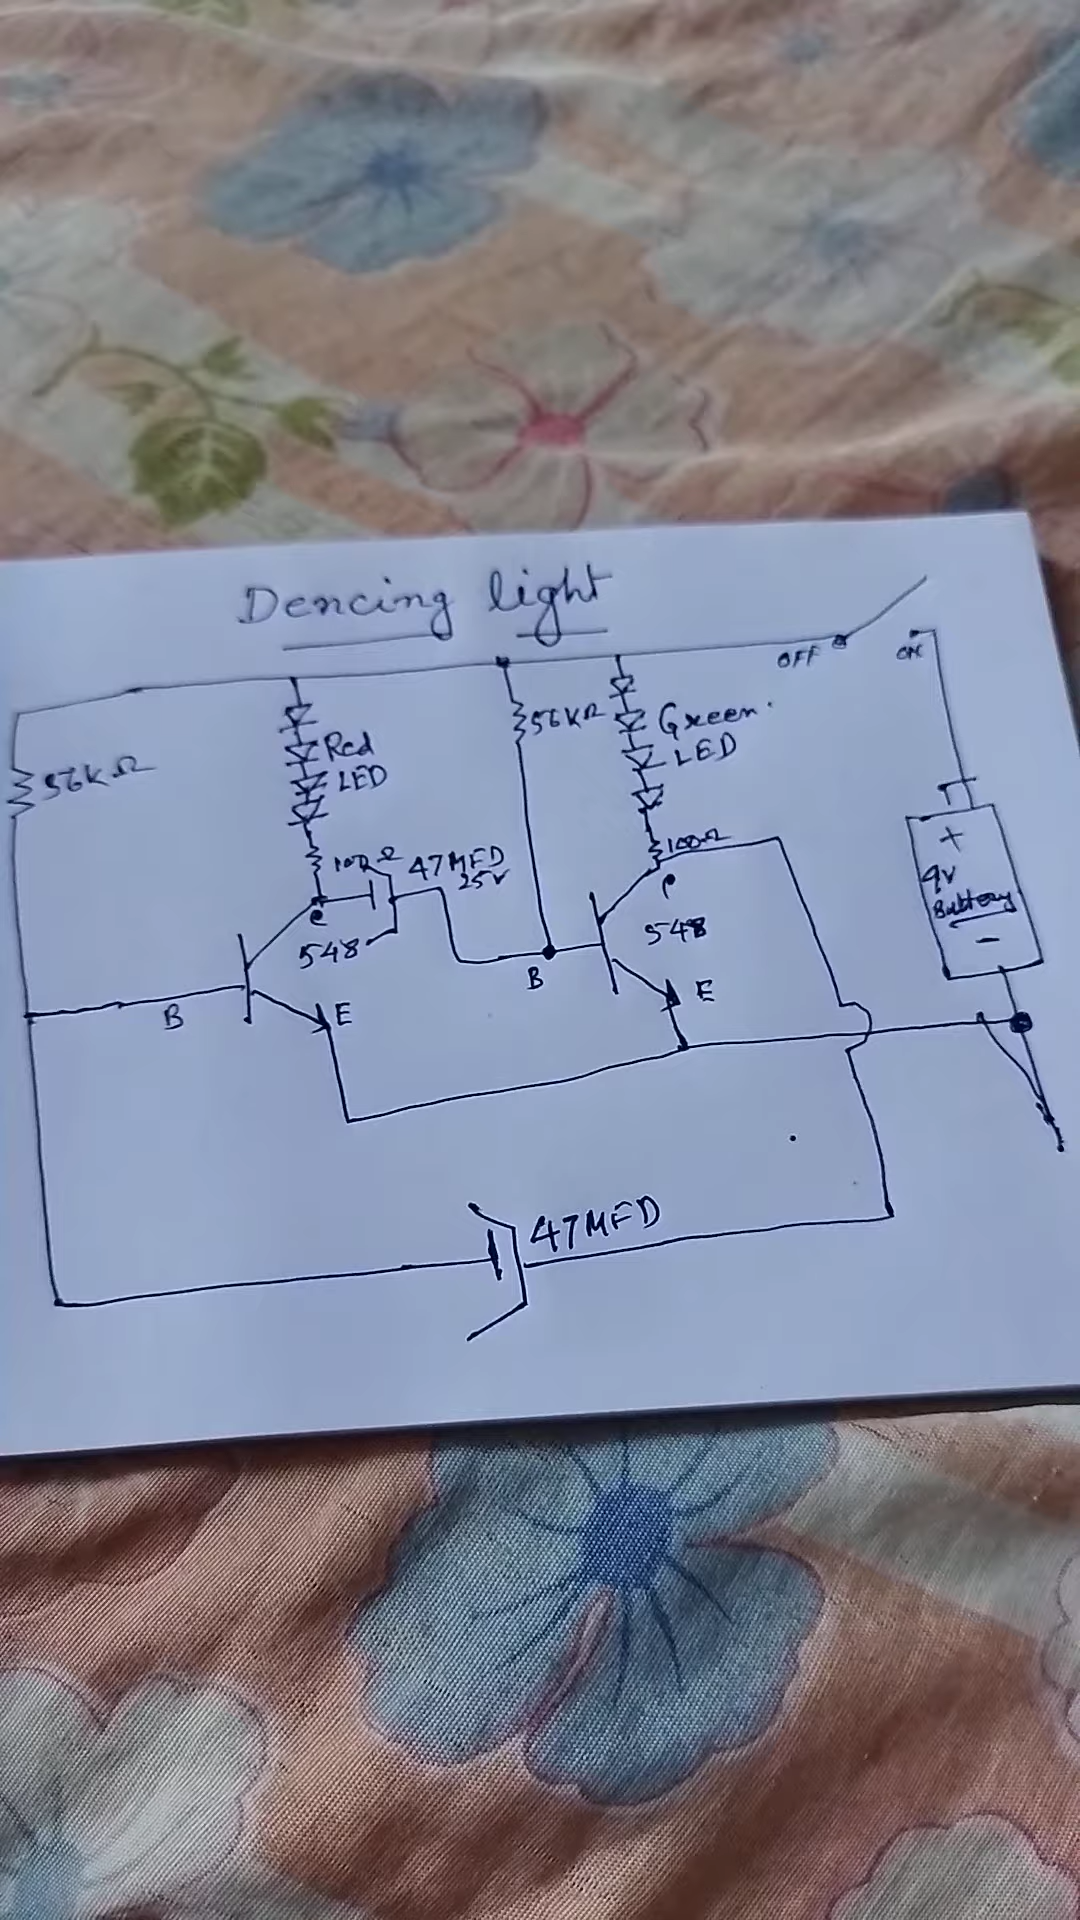 Dencing light
OFF
ON
56KΩ
Red
LED
56KΩ
Green
LED
100Ω
47MFD
25V
100Ω
+
9v
Battery
-
C
548
C
548
B
E
B
E
47MFD